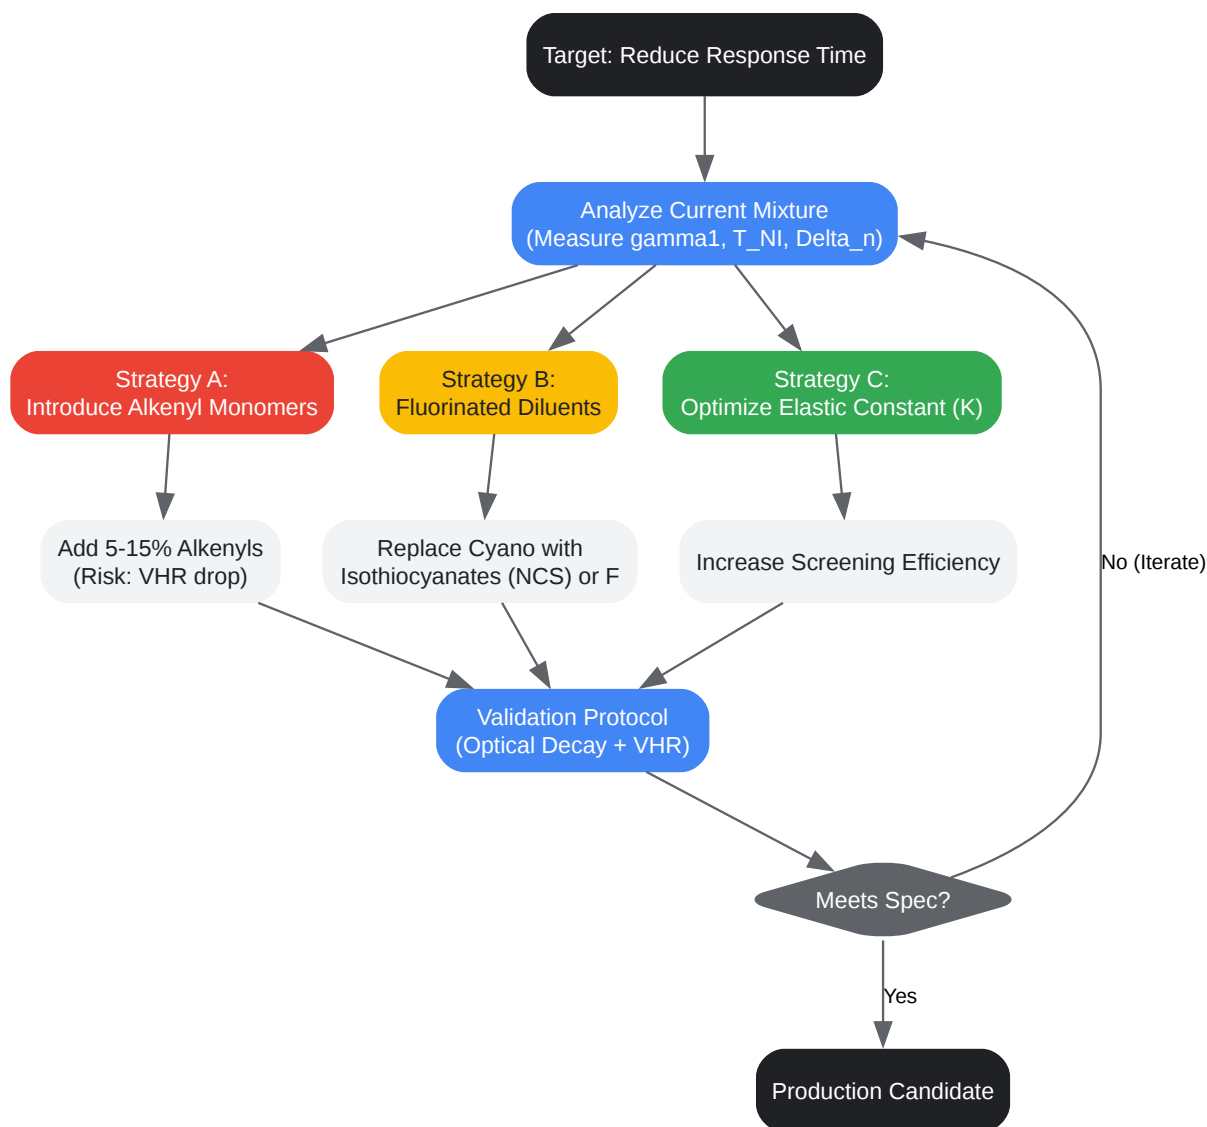 Target: Reduce Response Time
Analyze Current Mixture
(Measure gamma1, T_NI, Delta_n)
Strategy A:
Introduce Alkenyl Monomers
Strategy B:
Fluorinated Diluents
Strategy C:
Optimize Elastic Constant (K)
Add 5-15% Alkenyls
(Risk: VHR drop)
Replace Cyano with
Isothiocyanates (NCS) or F
Increase Screening Efficiency
No (Iterate)
Validation Protocol
(Optical Decay + VHR)
Meets Spec?
Yes
Production Candidate